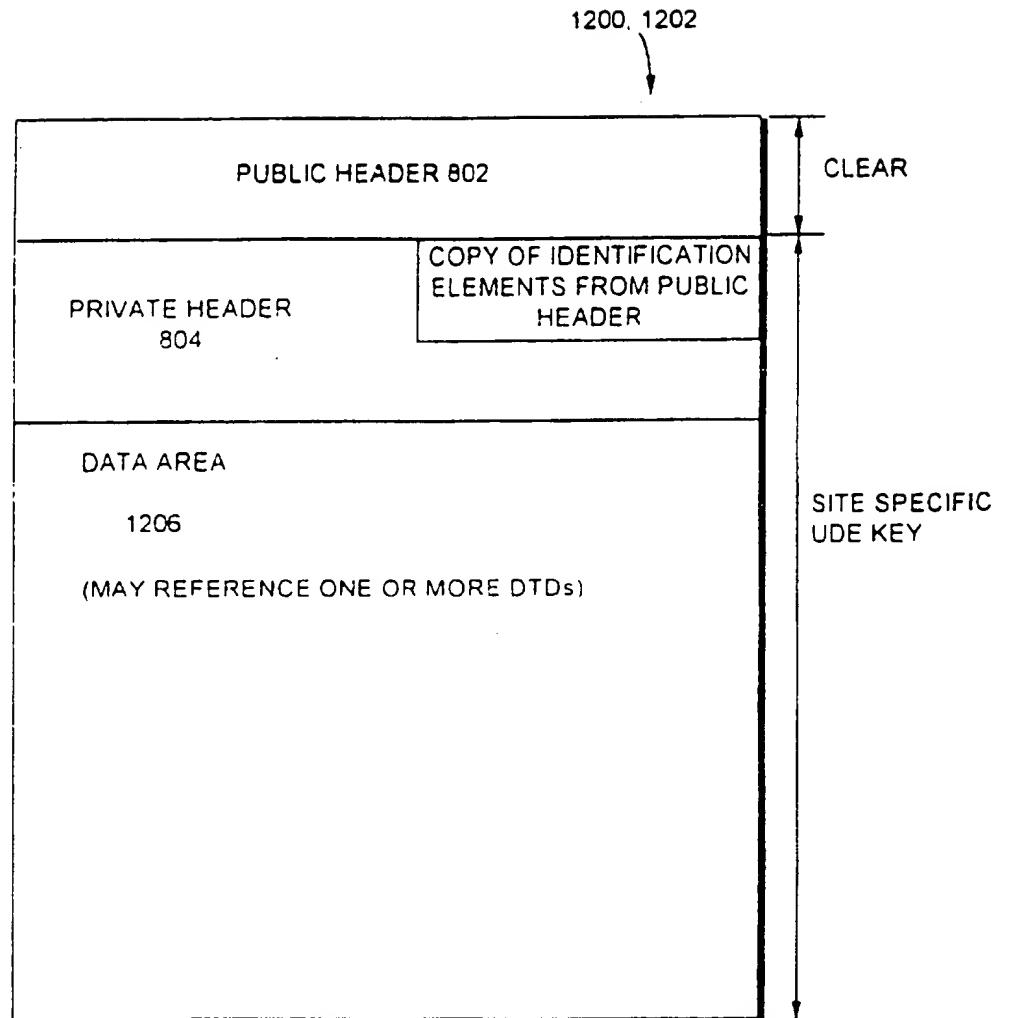 1200, 1202
PUBLIC HEADER 802
CLEAR
COPY OF IDENTIFICATION
ELEMENTS FROM PUBLIC
HEADER
PRIVATE HEADER
804
DATA AREA
1206
(MAY REFERENCE ONE OR MORE DTDs)
SITE SPECIFIC
UDE KEY